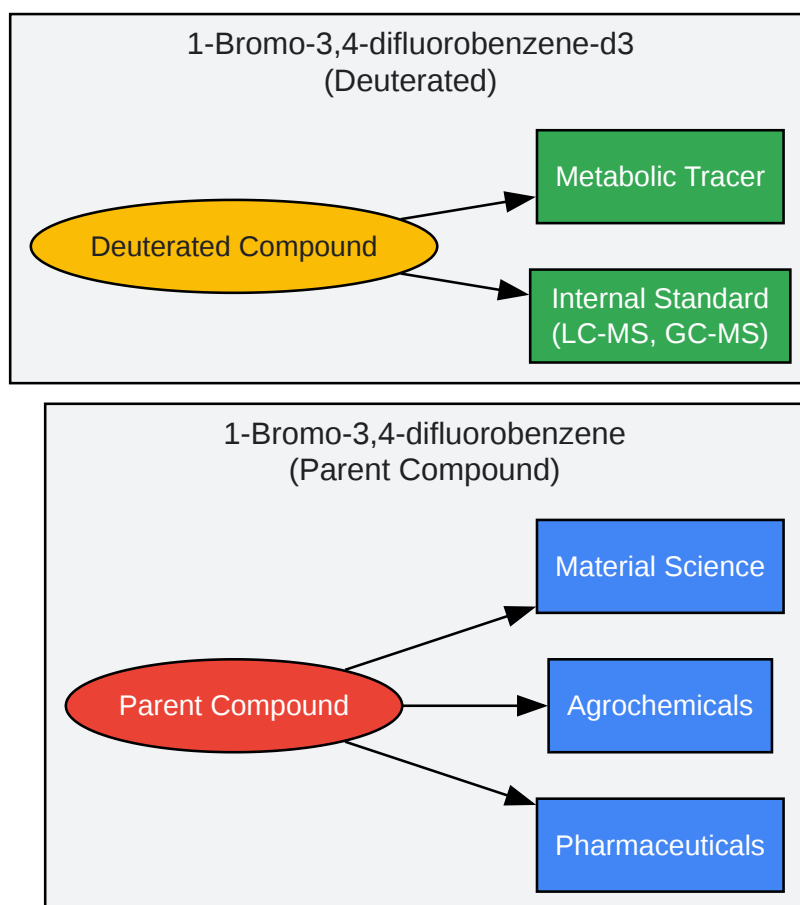 1-Bromo-3,4-difluorobenzene-d3
(Deuterated)
Metabolic Tracer
Deuterated Compound
Internal Standard
(LC-MS, GC-MS)
1-Bromo-3,4-difluorobenzene
(Parent Compound)
Material Science
Parent Compound
Agrochemicals
Pharmaceuticals